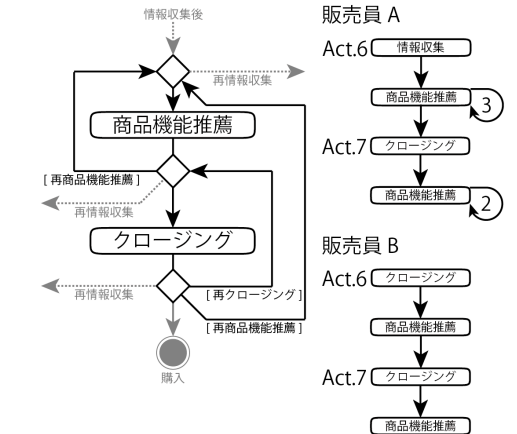 情報収集後
再情報収集
商品機能推薦
[ 再商品機能推薦 ]
再情報収集
クロージング
再情報収集
[ 再クロージング ]
[ 再商品機能推薦 ]
購入
販売員 A
Act.6
情報収集
商品機能推薦
3
Act.7
クロージング
商品機能推薦
2
販売員 B
Act.6
クロージング
商品機能推薦
Act.7
クロージング
商品機能推薦